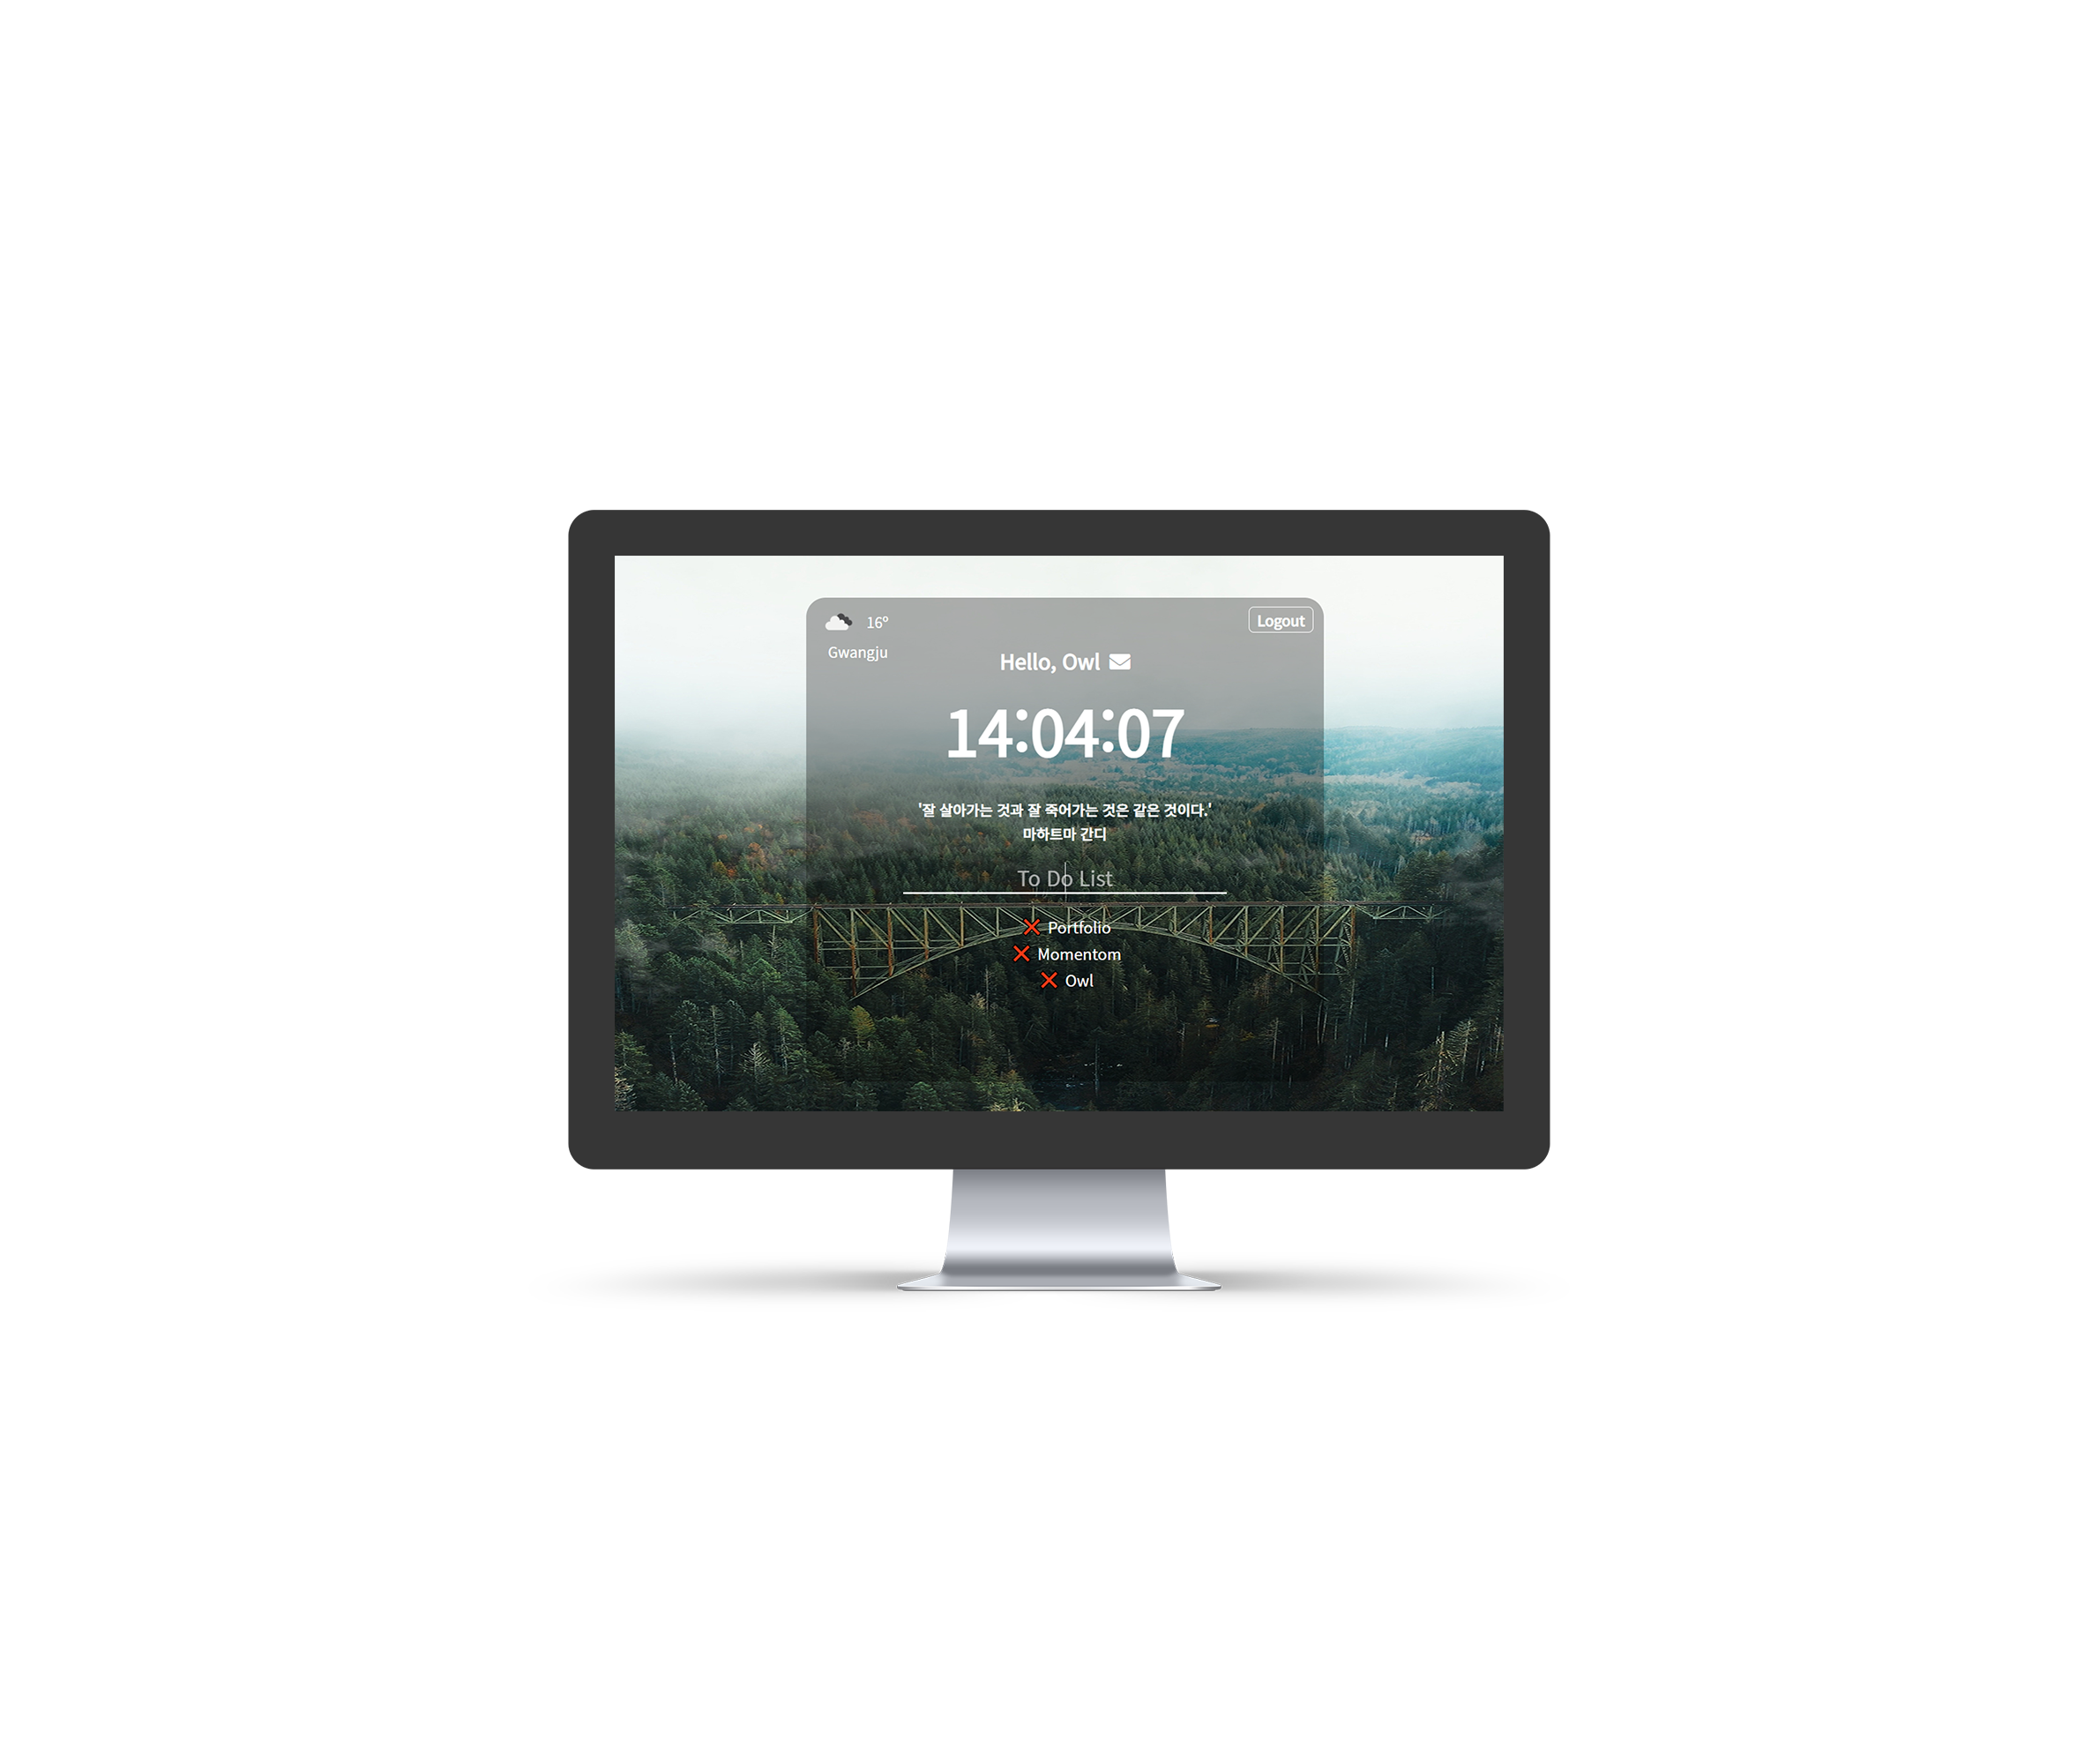 16°
Logout
Gwangju
Hello, Owl
14:04:07
'잘 살아가는 것과 잘 죽어가는 것은 같은 것이다.'
마하트마 간디
To Do List
Portfolio
Momentom
Owl